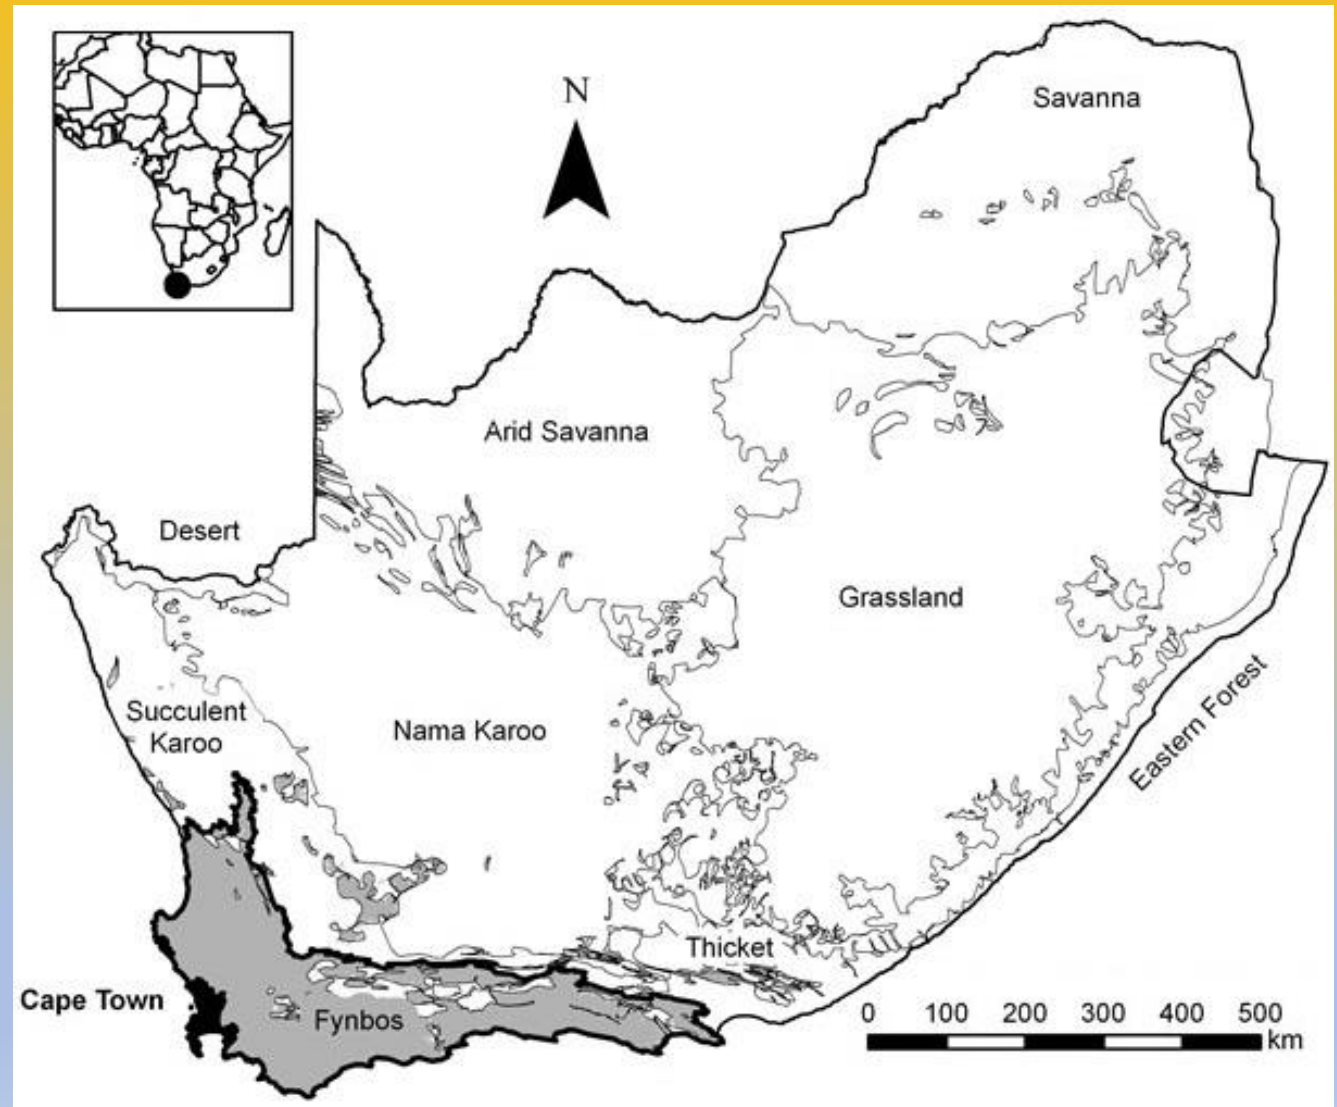 N
Savanna
Arid Savanna
Desert
Grassland
Succulent
Karoo
Nama Karoo
Eastern Forest
Thicket
Cape Town
Fynbos
0 100 200 300 400 500
km